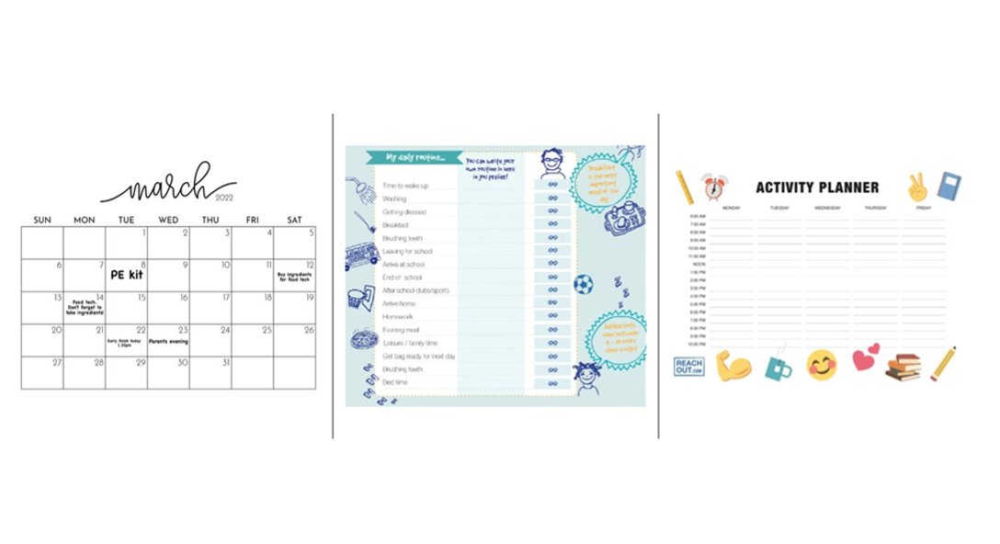 march
2022
SUN MON TUE WED THU FRI SAT
1 2 3 4 5
6 7 8 9 10 11 12
PE kit
Buy ingredients
for food tech
13 14 15 16 17 18 19
Food tech.
Don't forget to
take ingredients!
20 21 22 23 24 25 26
Early finish today
1.30pm
Parents evening
27 28 29 30 31
My daily routine...
You can write your
own routine in here
if you prefer!
Time to wake up
Washing
Getting dressed
Breakfast
Brushing teeth
Leaving for school
Arrive at school
End of school
After school clubs/sports
Arrive home
Homework
Evening meal
Leisure / family time
Get bag ready for next day
Brushing teeth
Bed time
Breakfast
is the most
important
meal of the
day
Z
Z
Z
Z
ACTIVITY PLANNER
MONDAY TUESDAY WEDNESDAY THURSDAY FRIDAY
6:00 AM
7:00 AM
8:00 AM
9:00 AM
10:00 AM
11:00 AM
NOON
1:00 PM
2:00 PM
3:00 PM
4:00 PM
5:00 PM
6:00 PM
7:00 PM
8:00 PM
9:00 PM
10:00 PM
REACH
OUT.COM